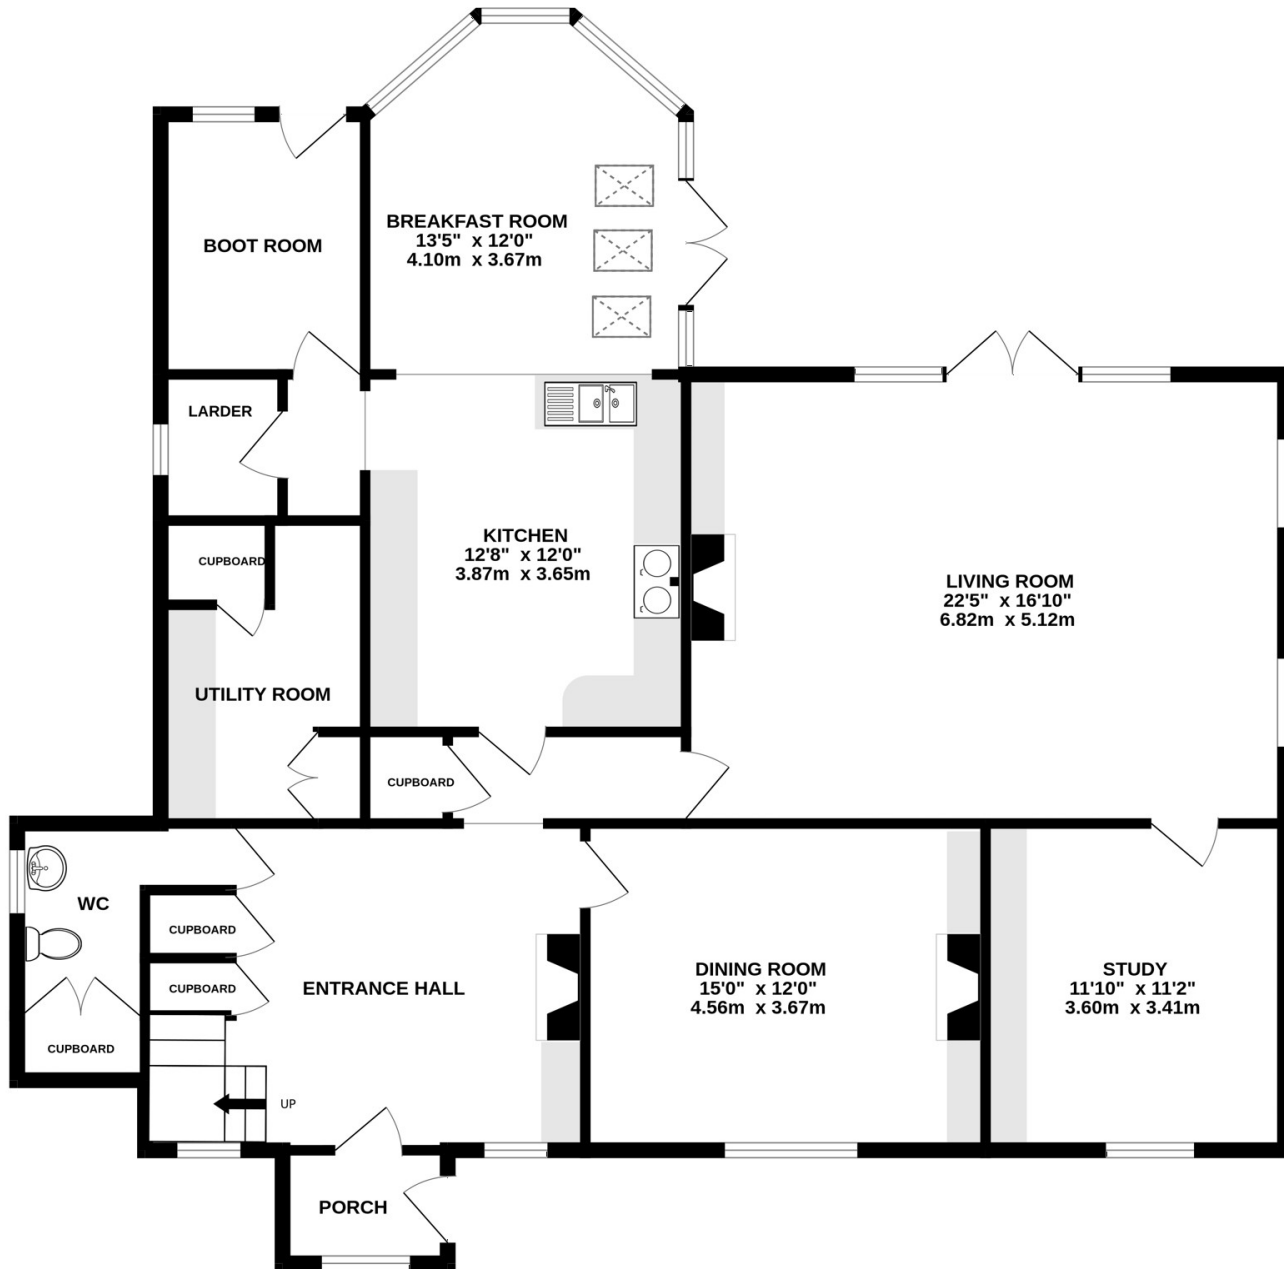 BREAKFAST ROOM
13'5" x 12'0"
4.10m x 3.67m
BOOT ROOM
LARDER
KITCHEN
12'8" x 12'0"
3.87m x 3.65m
CUPBOARD
LIVING ROOM
22'5" x 16'10"
6.82m x 5.12m
UTILITY ROOM
CUPBOARD
WC
CUPBOARD
CUPBOARD
ENTRANCE HALL
DINING ROOM
15'0" x 12'0"
4.56m x 3.67m
STUDY
11'10" x 11'2"
3.60m x 3.41m
CUPBOARD
UP
PORCH